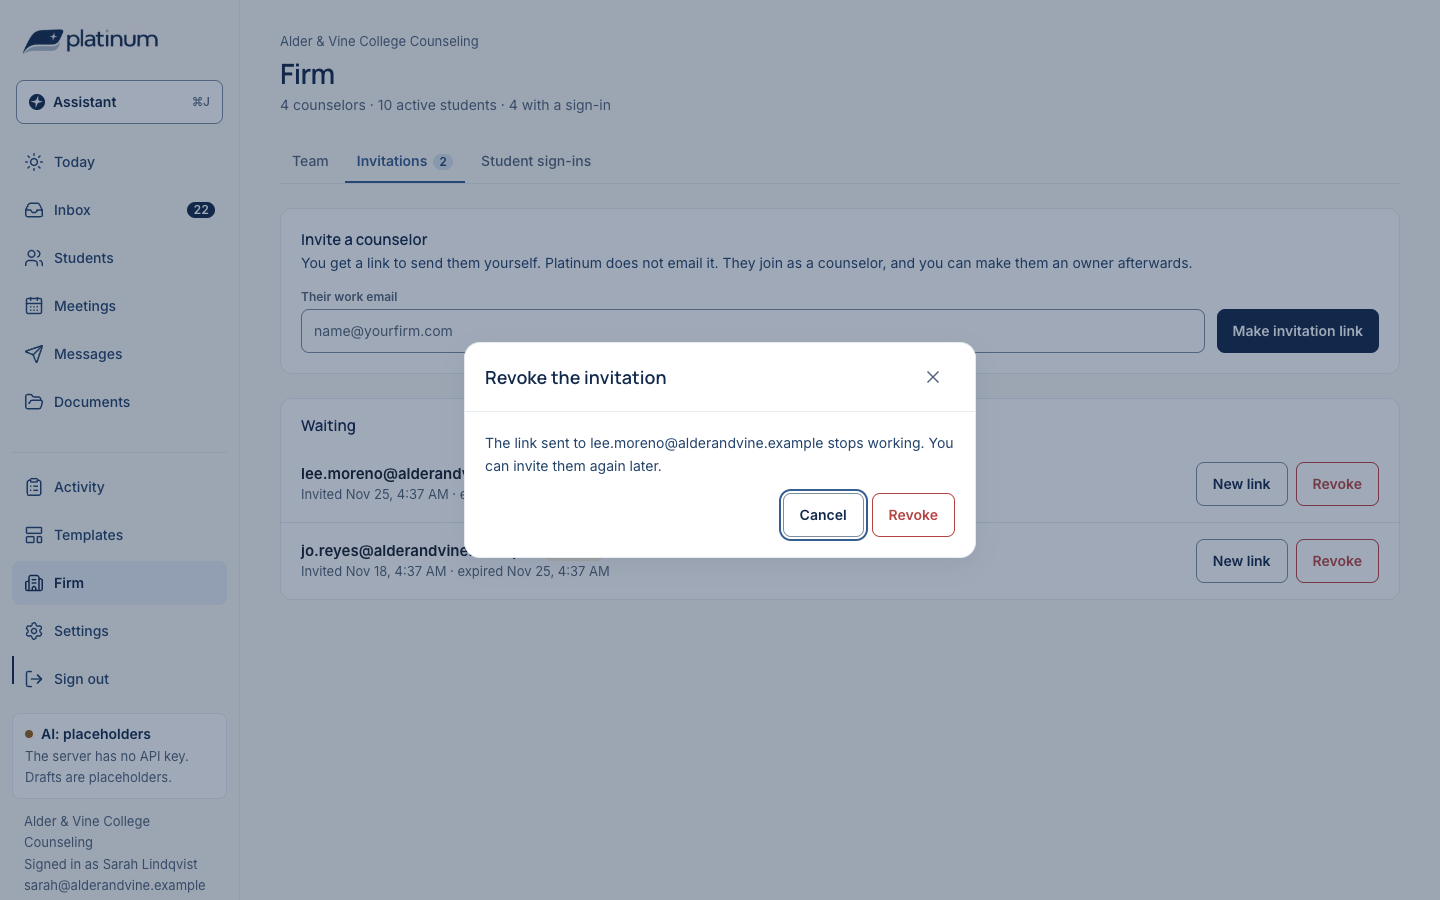 platinum
Assistant ⌘J
Today
Inbox 22
Students
Meetings
Messages
Documents
Activity
Templates
Firm
Settings
Sign out
AI: placeholders
The server has no API key.
Drafts are placeholders.
Alder & Vine College
Counseling
Signed in as Sarah Lindqvist
sarah@alderandvine.example
Alder & Vine College Counseling
Firm
4 counselors · 10 active students · 4 with a sign-in
Team Invitations 2 Student sign-ins
Invite a counselor
You get a link to send them yourself. Platinum does not email it. They join as a counselor, and you can make them an owner afterwards.
Their work email
name@yourfirm.com
Make invitation link
Waiting
lee.moreno@alderandv
Invited Nov 25, 4:37 AM ·
New link Revoke
jo.reyes@alderandvine.
Invited Nov 18, 4:37 AM · expired Nov 25, 4:37 AM
New link Revoke
Revoke the invitation
The link sent to lee.moreno@alderandvine.example stops working. You
can invite them again later.
Cancel Revoke